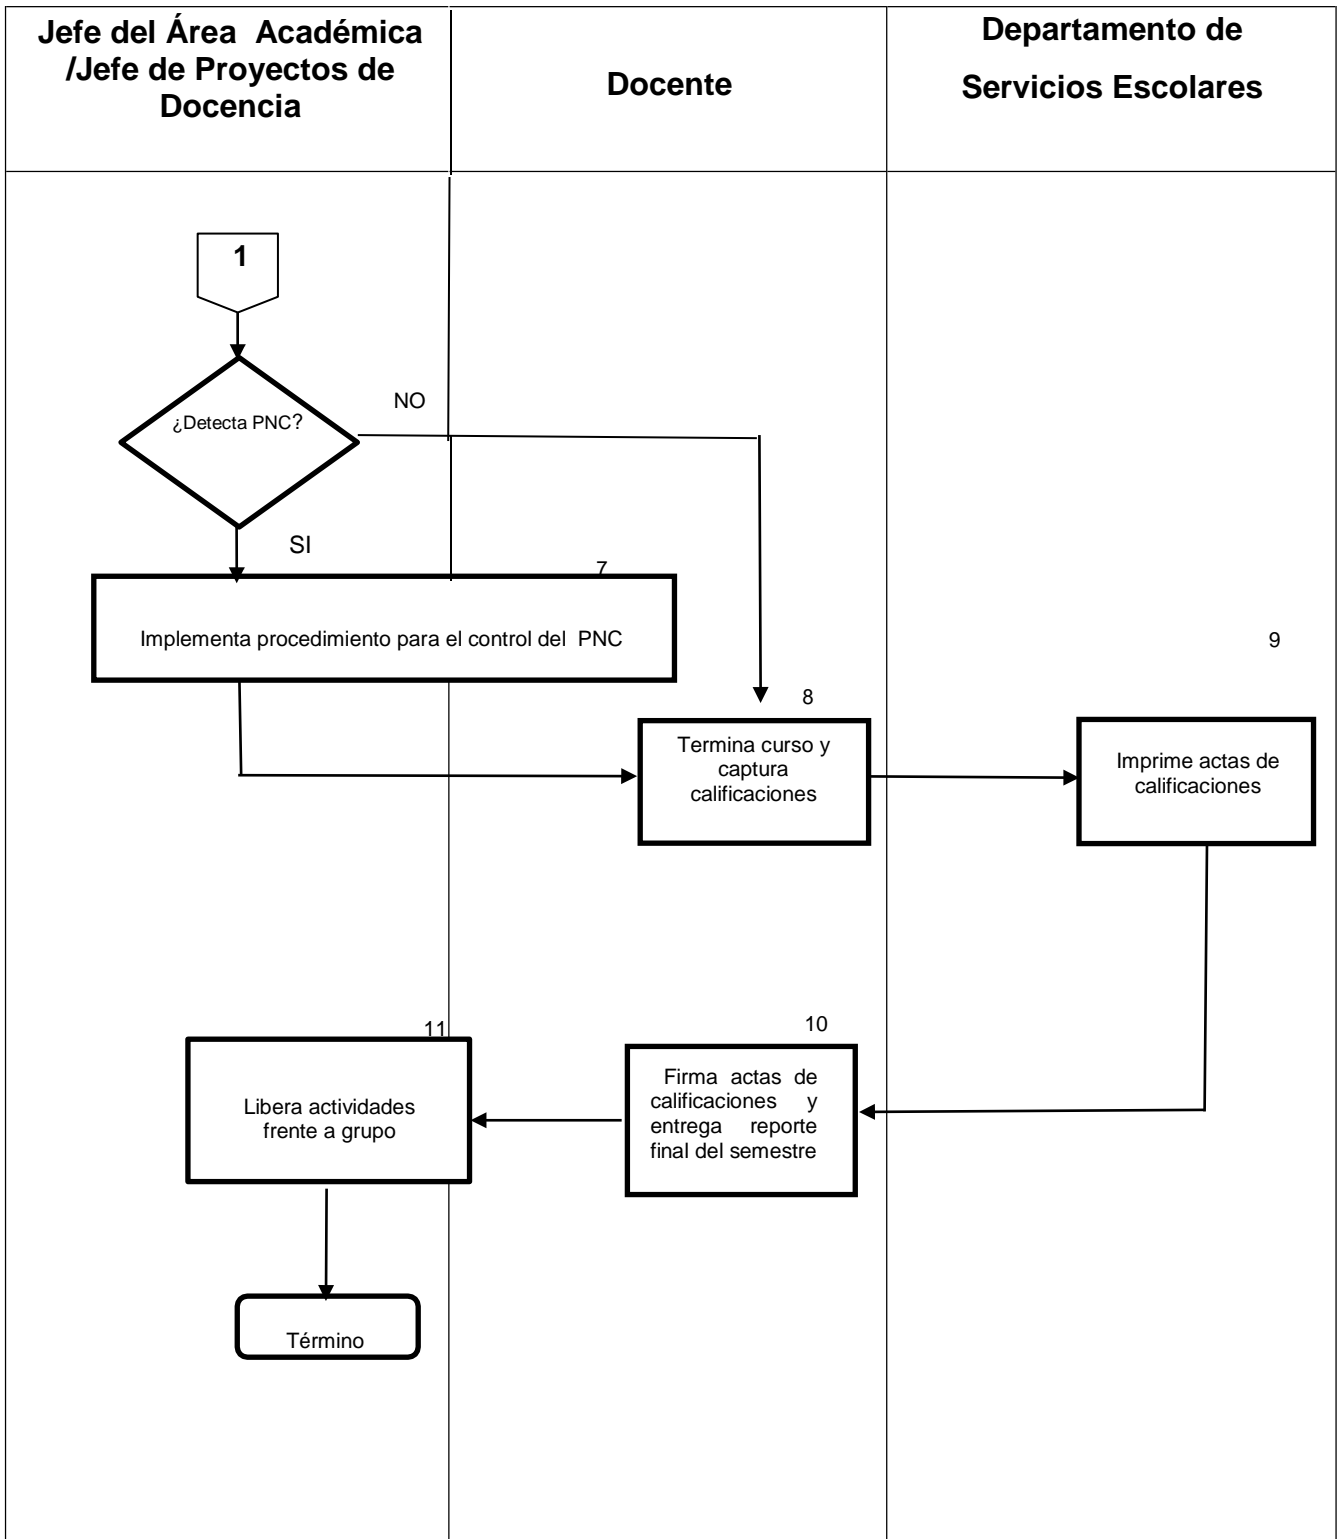 Jefe del Área Académica
/Jefe de Proyectos de
Docencia
Docente
Departamento de
Servicios Escolares
1
¿Detecta PNC?
NO
SI
7
Implementa procedimiento para el control del PNC
8
Termina curso y
captura
calificaciones
9
Imprime actas de
calificaciones
10
Firma actas de
calificaciones y
entrega reporte
final del semestre
11
Libera actividades
frente a grupo
Término